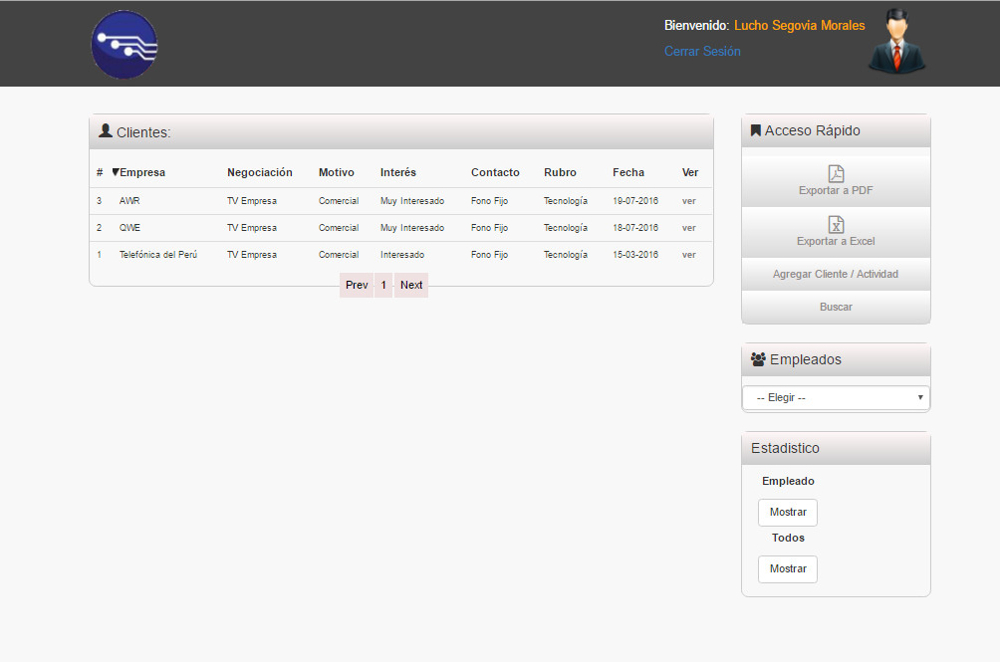 Bienvenido: Lucho Segovia Morales
Cerrar Sesión
Clientes:
# ▼Empresa Negociación Motivo Interés Contacto Rubro Fecha Ver
3 AWR TV Empresa Comercial Muy Interesado Fono Fijo Tecnología 19-07-2016 ver
2 QWE TV Empresa Comercial Muy Interesado Fono Fijo Tecnología 18-07-2016 ver
1 Telefónica del Perú TV Empresa Comercial Interesado Fono Fijo Tecnología 15-03-2016 ver
Prev 1 Next
Acceso Rápido
Exportar a PDF
Exportar a Excel
Agregar Cliente / Actividad
Buscar
Empleados
-- Elegir --
Estadistico
Empleado
Mostrar
Todos
Mostrar